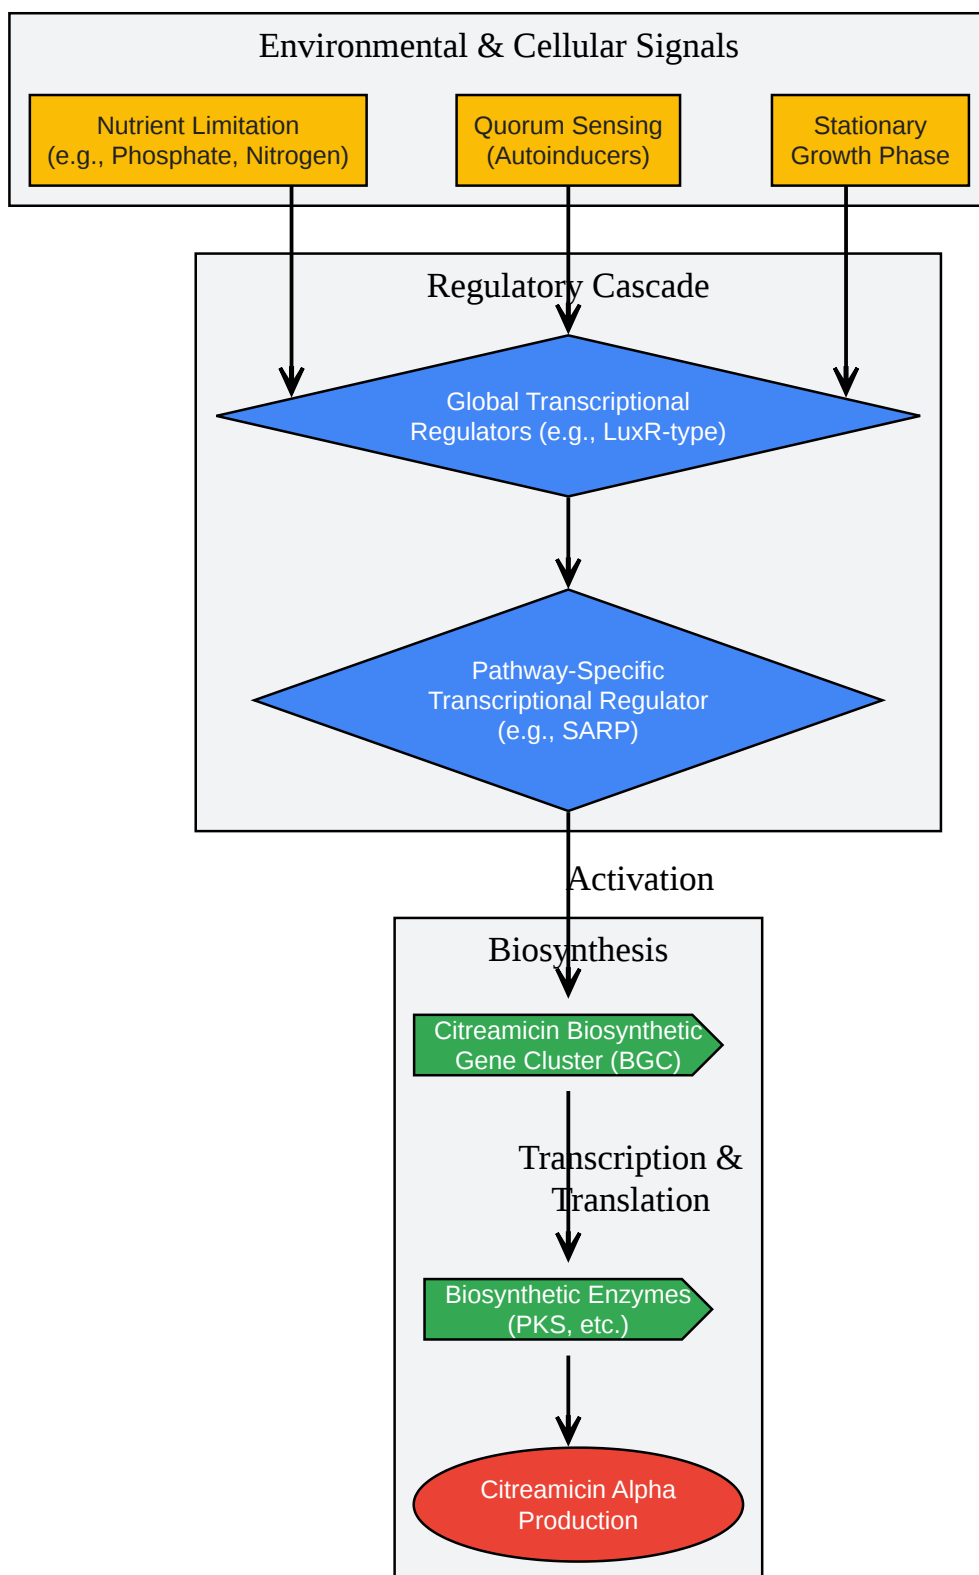 Environmental & Cellular Signals
Nutrient Limitation
(e.g., Phosphate, Nitrogen)
Quorum Sensing
(Autoinducers)
Stationary
Growth Phase
Regulatory Cascade
Global Transcriptional
Regulators (e.g., LuxR-type)
Pathway-Specific
Transcriptional Regulator
(e.g., SARP)
Activation
Biosynthesis
Citreamicin Biosynthetic
Gene Cluster (BGC)
Transcription &
Translation
Biosynthetic Enzymes
(PKS, etc.)
Citreamicin Alpha
Production